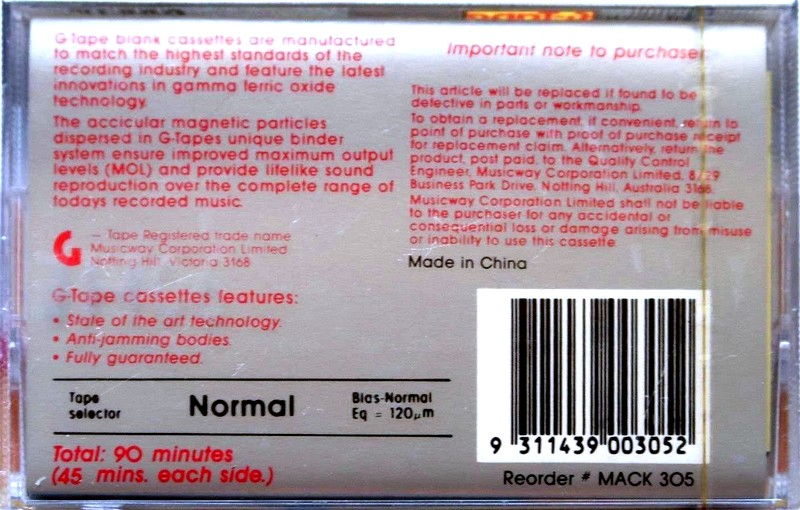 G-Tape blank cassettes are manufactured
to match the highest standards of the
recording industry and feature the latest
innovations in gamma ferric oxide
technology.
The accicular magnetic particles
dispersed in G-Tapes unique binder
system ensure improved maximum output
levels (MOL) and provide lifelike sound
reproduction over the complete range of
todays recorded music.
G – Tape Registered trade name
Musicway Corporation Limited
Notting Hill, Victoria 3168
G-Tape cassettes features:
• State of the art technology.
• Anti-jamming bodies.
• Fully guaranteed.
Tape
selector
Normal
Bias-Normal
Eq = 120µm
Total: 90 minutes
(45 mins. each side.)
Important note to purchaser
This article will be replaced if found to be
defective in parts or workmanship.
To obtain a replacement, if convenient, return to
point of purchase with proof of purchase receipt
for replacement claim. Alternatively, return the
product, post paid, to the Quality Control
Engineer, Musicway Corporation Limited, 8/29
Business Park Drive, Notting Hill, Australia 3168.
Musicway Corporation Limited shall not be liable
to the purchaser for any accidental or
consequential loss or damage arising from misuse
or inability to use this cassette
Made in China
9 311439 003052
Reorder # MACK 305